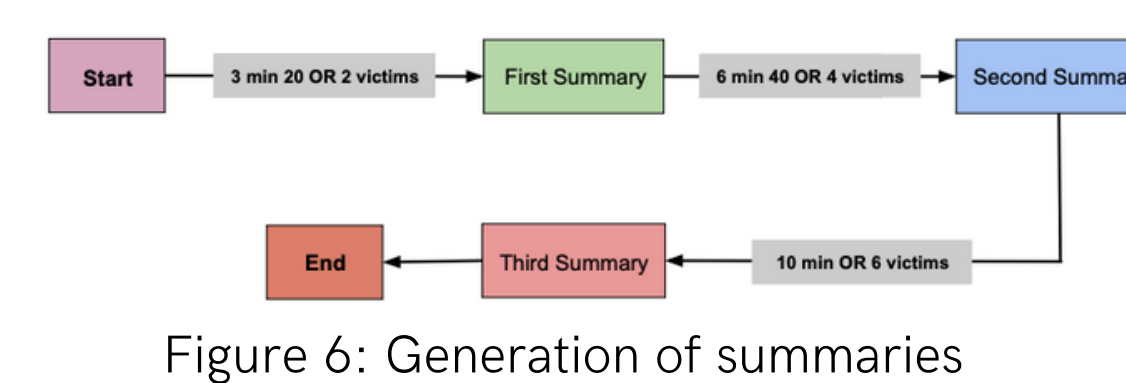 Start
3 min 20 OR 2 victims
First Summary
6 min 40 OR 4 victims
Second Summa
End
Third Summary
10 min OR 6 victims
Figure 6: Generation of summaries